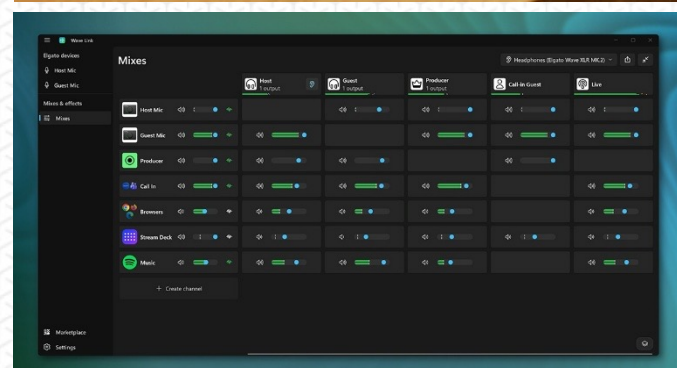 Wave Link
Elgato devices
Host Mic
Guest Mic
Mixes & effects
Mixes
Marketplace
Settings
Mixes
Headphones (Elgato Wave XLR MK.2)
Host
1 output
Guest
1 output
Producer
1 output
Call-in Guest
Live
Host Mic
Guest Mic
Producer
Call In
Browsers
Stream Deck
Music
+ Create channel